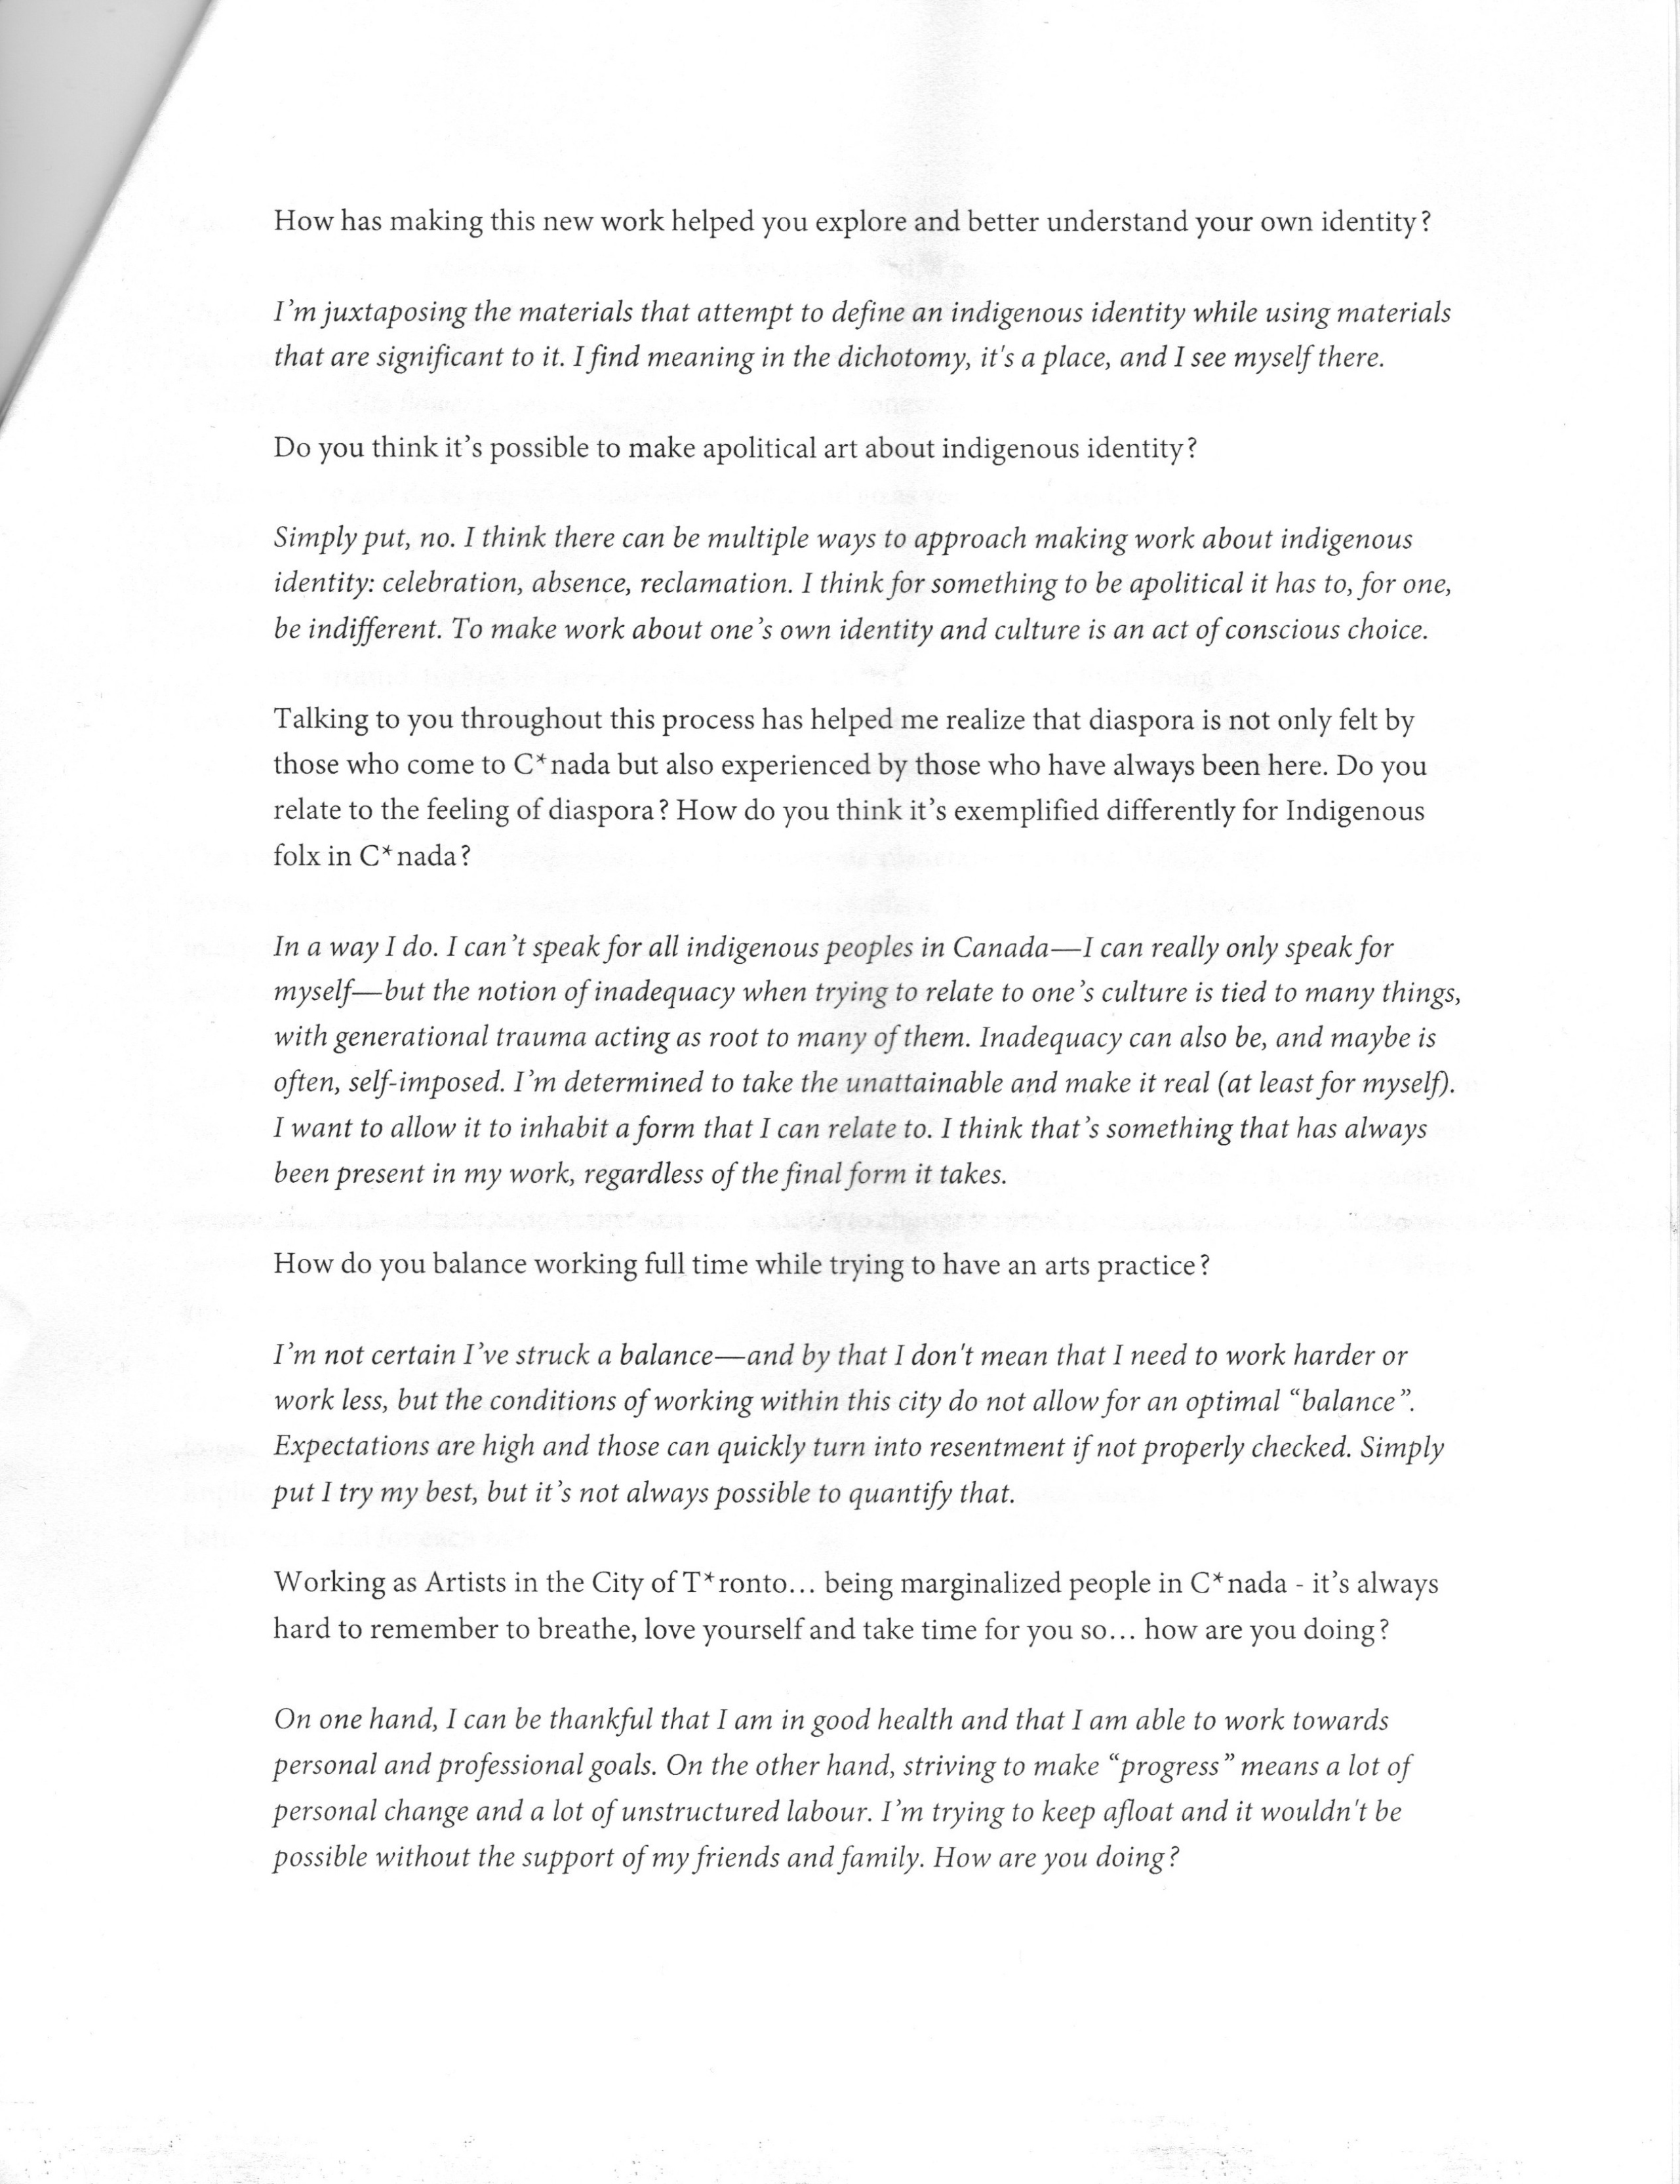 How has making this new work helped you explore and better understand your own identity?
I’m juxtaposing the materials that attempt to define an indigenous identity while using materials
that are significant to it. I find meaning in the dichotomy, it's a place, and I see myself there.
Do you think it’s possible to make apolitical art about indigenous identity?
Simply put, no. I think there can be multiple ways to approach making work about indigenous
identity: celebration, absence, reclamation. I think for something to be apolitical it has to, for one,
be indifferent. To make work about one’s own identity and culture is an act of conscious choice.
Talking to you throughout this process has helped me realize that diaspora is not only felt by
those who come to C*nada but also experienced by those who have always been here. Do you
relate to the feeling of diaspora? How do you think it’s exemplified differently for Indigenous
folx in C*nada?
In a way I do. I can’t speak for all indigenous peoples in Canada—I can really only speak for
myself—but the notion of inadequacy when trying to relate to one’s culture is tied to many things,
with generational trauma acting as root to many of them. Inadequacy can also be, and maybe is
often, self-imposed. I’m determined to take the unattainable and make it real (at least for myself).
I want to allow it to inhabit a form that I can relate to. I think that’s something that has always
been present in my work, regardless of the final form it takes.
How do you balance working full time while trying to have an arts practice?
I’m not certain I’ve struck a balance—and by that I don't mean that I need to work harder or
work less, but the conditions of working within this city do not allow for an optimal “balance”.
Expectations are high and those can quickly turn into resentment if not properly checked. Simply
put I try my best, but it’s not always possible to quantify that.
Working as Artists in the City of T*ronto... being marginalized people in C*nada - it’s always
hard to remember to breathe, love yourself and take time for you so... how are you doing?
On one hand, I can be thankful that I am in good health and that I am able to work towards
personal and professional goals. On the other hand, striving to make “progress” means a lot of
personal change and a lot of unstructured labour. I’m trying to keep afloat and it wouldn't be
possible without the support of my friends and family. How are you doing?